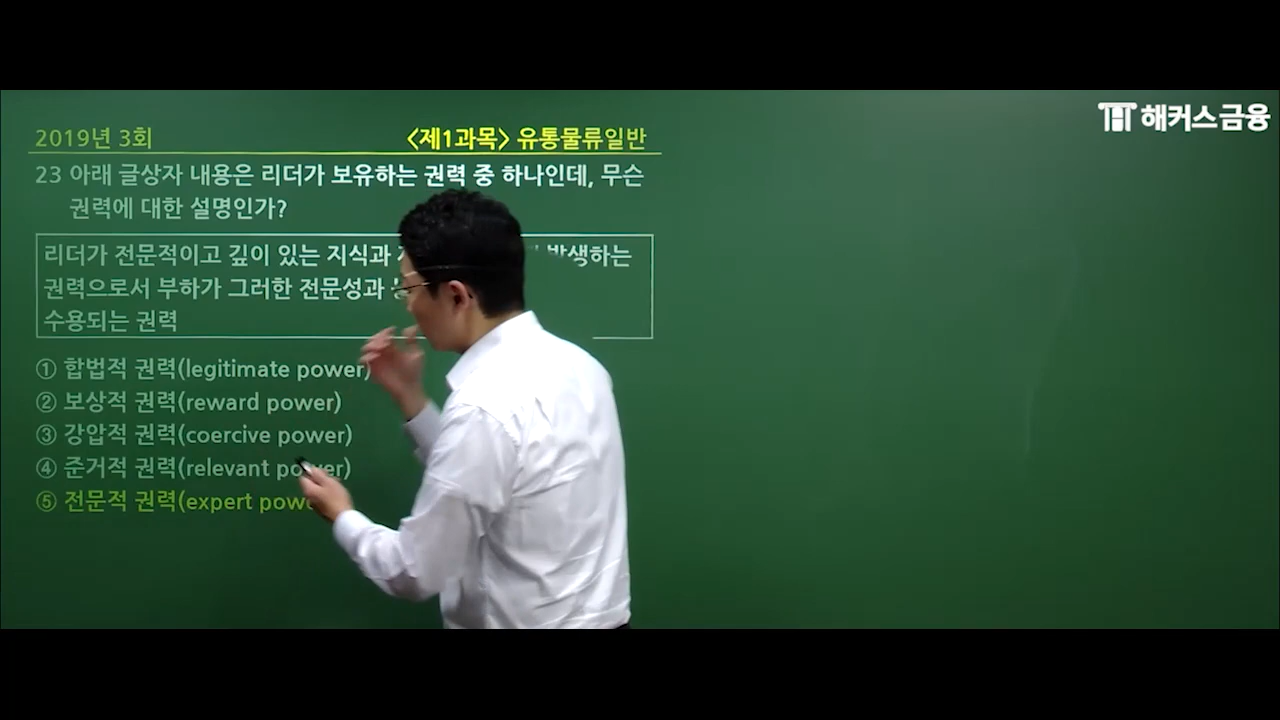 해커스금융
2019년 3회
<제1과목> 유통물류일반
23 아래 글상자 내용은 리더가 보유하는 권력 중 하나인데, 무슨
권력에 대한 설명인가?
리더가 전문적이고 깊이 있는 지식과 발생하는
권력으로서 부하가 그러한 전문성과
수용되는 권력
① 합법적 권력(legitimate power)
② 보상적 권력(reward power)
③ 강압적 권력(coercive power)
④ 준거적 권력(relevant power)
⑤ 전문적 권력(expert